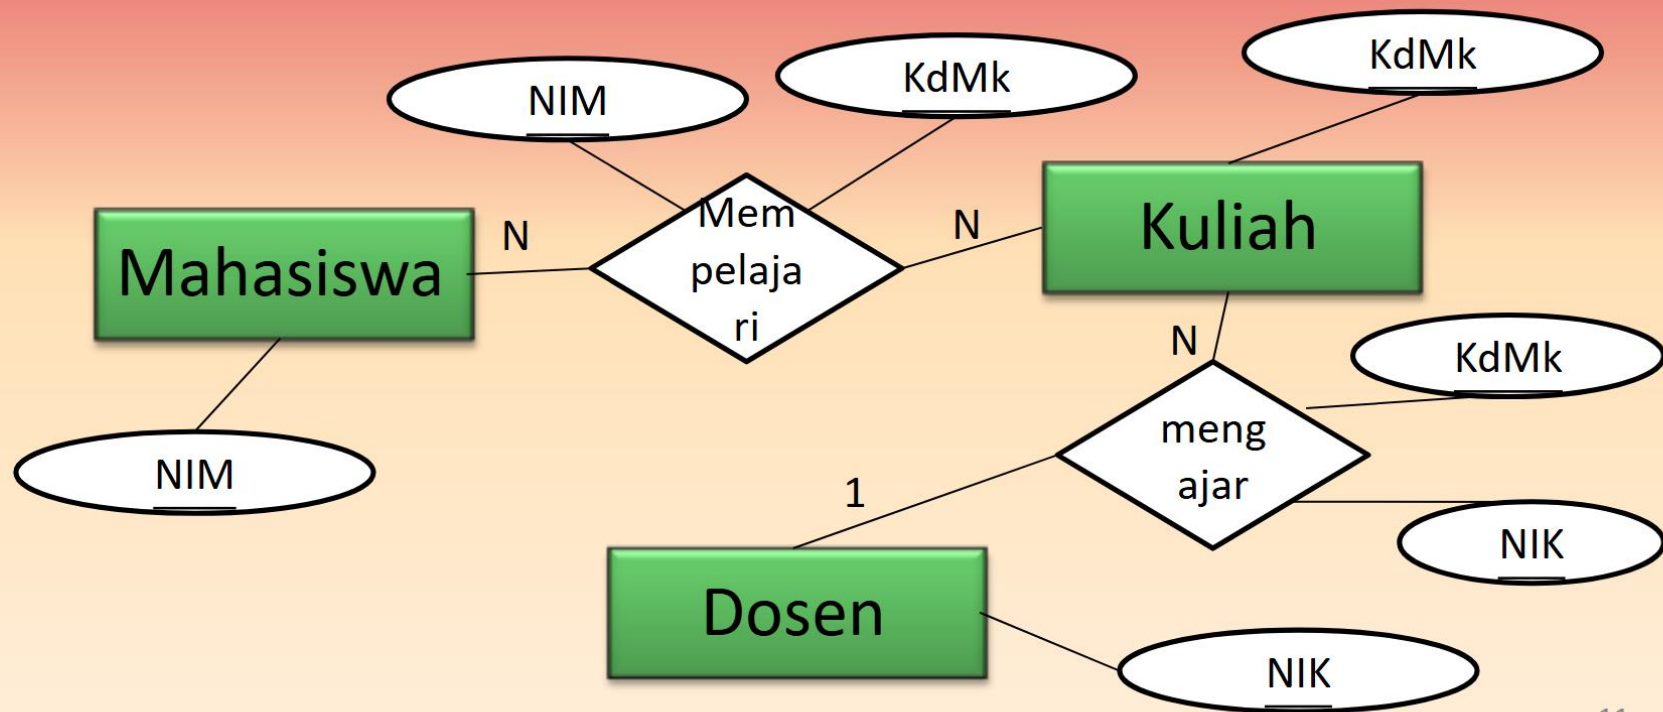 KdMk
KdMk
NIM
Mem
pelaja
ri
N
N
Kuliah
Mahasiswa
N
KdMk
meng
ajar
NIM
1
NIK
Dosen
NIK